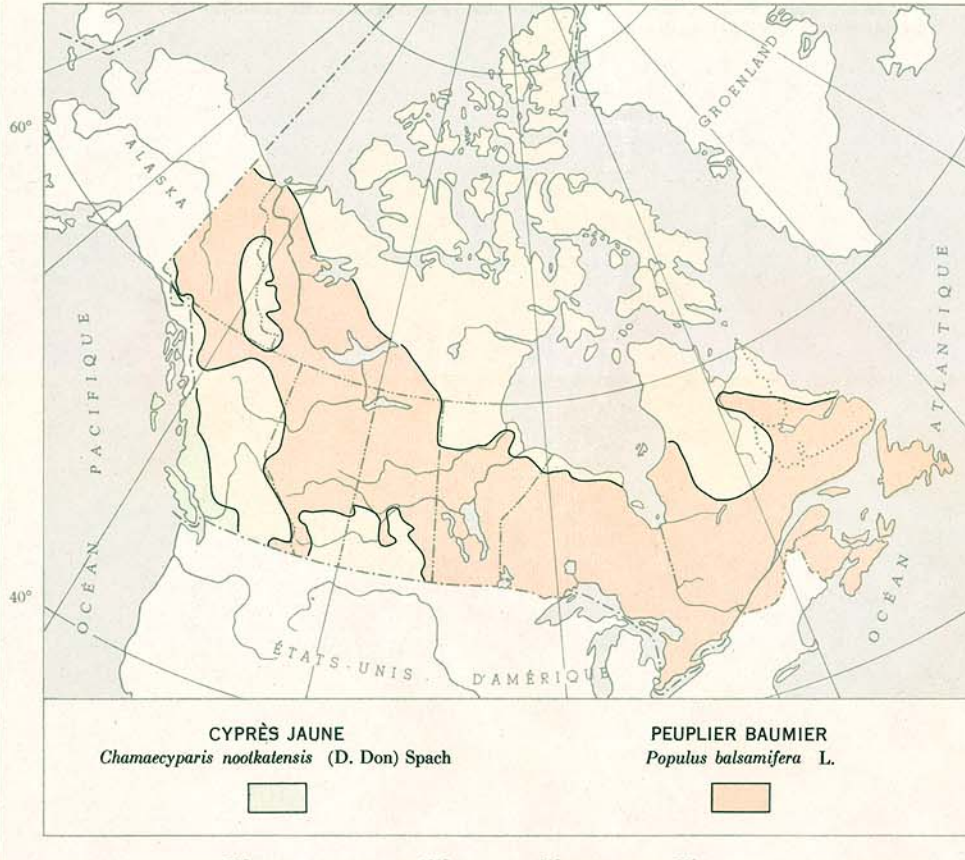 60°
ALASKA
GROENLAND
OCÉAN PACIFIQUE
OCÉAN ATLANTIQUE
40°
ÉTATS-UNIS D'AMÉRIQUE
CYPRÈS JAUNE
Chamaecyparis nootkatensis (D. Don) Spach
PEUPLIER BAUMIER
Populus balsamifera L.